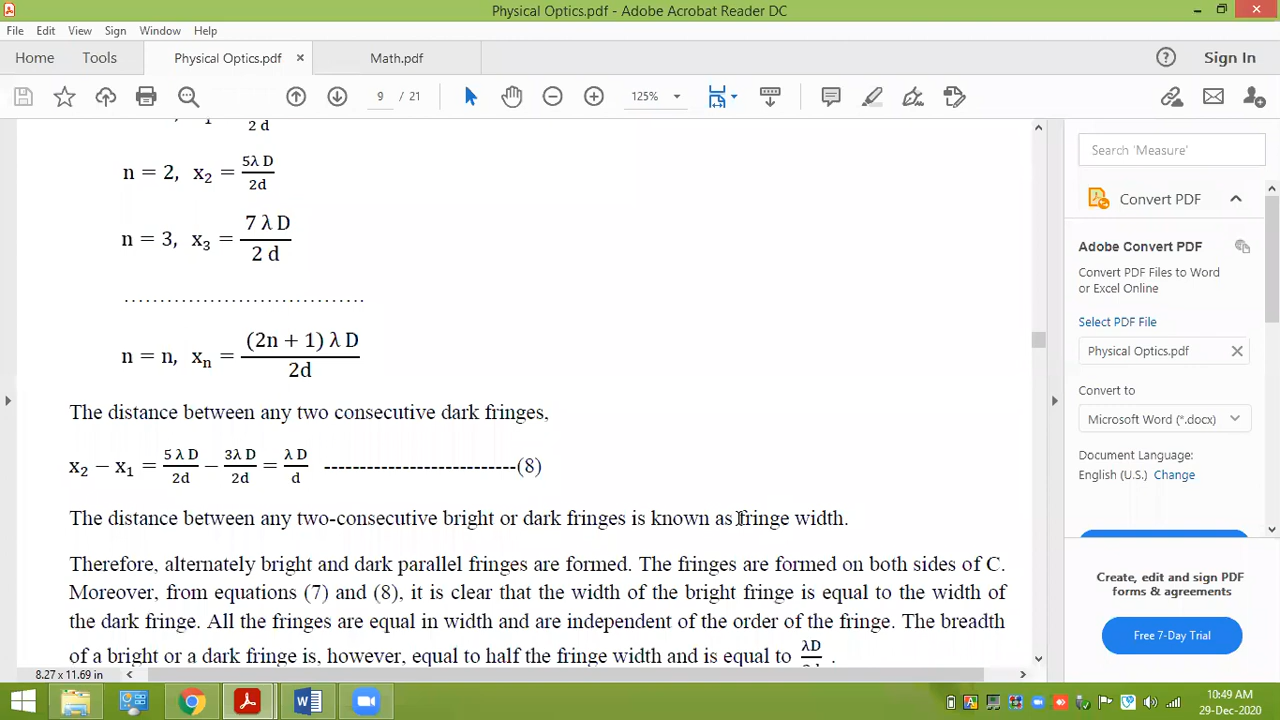 Physical Optics.pdf - Adobe Acrobat Reader DC
File Edit View Sign Window Help
Home Tools Physical Optics.pdf × Math.pdf Sign In
9 / 21 125%
2 d
n = 2, x₂ = 5λ D / 2d
n = 3, x₃ = 7 λ D / 2 d
..................................
n = n, xₙ = (2n + 1) λ D / 2d
The distance between any two consecutive dark fringes,
x₂ − x₁ = 5 λ D / 2d − 3λ D / 2d = λ D / d ---------------------------(8)
The distance between any two-consecutive bright or dark fringes is known as fringe width.
Therefore, alternately bright and dark parallel fringes are formed. The fringes are formed on both sides of C.
Moreover, from equations (7) and (8), it is clear that the width of the bright fringe is equal to the width of
the dark fringe. All the fringes are equal in width and are independent of the order of the fringe. The breadth
of a bright or a dark fringe is, however, equal to half the fringe width and is equal to λD .
8.27 x 11.69 in
Search 'Measure'
Convert PDF
Adobe Convert PDF
Convert PDF Files to Word
or Excel Online
Select PDF File
Physical Optics.pdf
Convert to
Microsoft Word (*.docx)
Document Language:
English (U.S.) Change
Create, edit and sign PDF
forms & agreements
Free 7-Day Trial
10:49 AM
29-Dec-2020